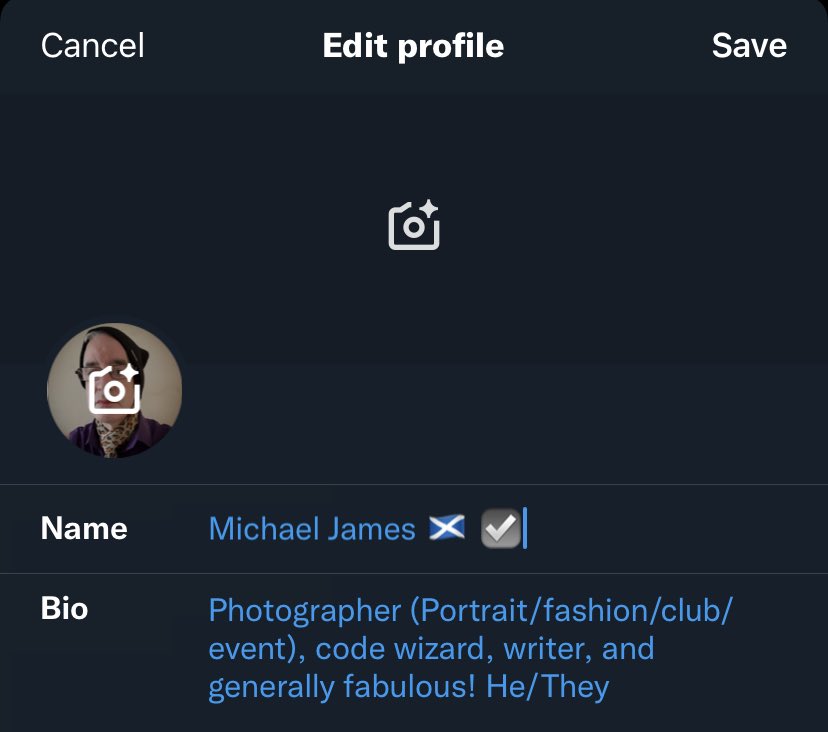 Cancel Edit profile Save
Name Michael James 🏴󠁧󠁢󠁳󠁣󠁴󠁿 ☑️
Bio Photographer (Portrait/fashion/club/
event), code wizard, writer, and
generally fabulous! He/They